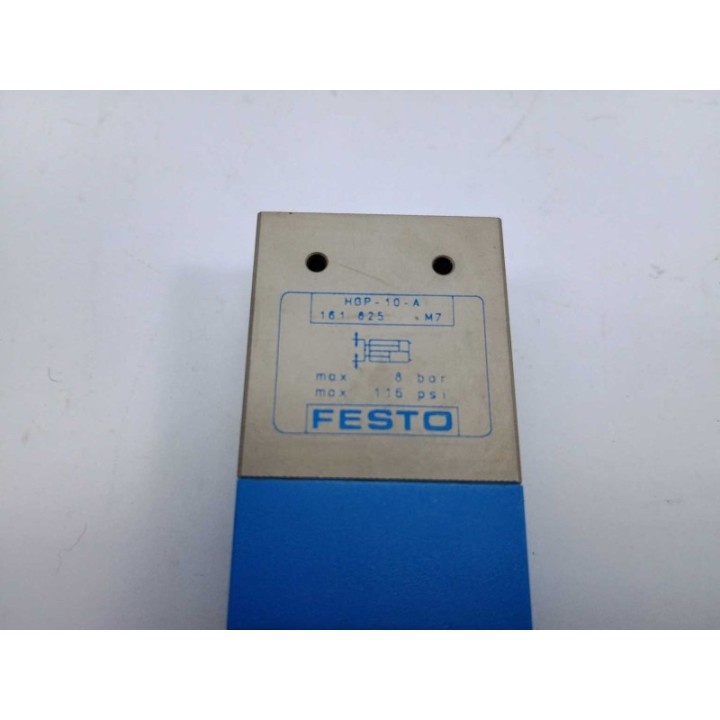 HGP-10-A
161 825 M7
max 8 bar
max 116 psi
FESTO